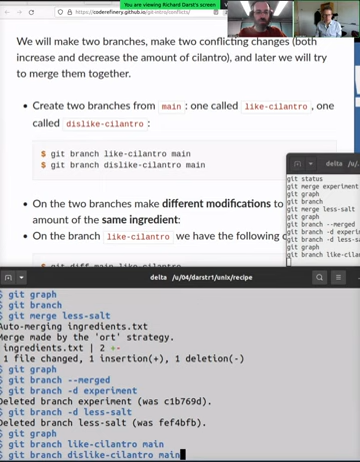 You are viewing Richard Darst's screen
https://coderefinery.github.io/git-intro/conflicts/
We will make two branches, make two conflicting changes (both
increase and decrease the amount of cilantro), and later we will try
to merge them together.
• Create two branches from main: one called like-cilantro, one
called dislike-cilantro:
$ git branch like-cilantro main
$ git branch dislike-cilantro main
• On the two branches make different modifications to
amount of the same ingredient:
• On the branch like-cilantro we have the following
$ git diff main like-cilantro
delta /u/
git status
git merge experiment
git graph
git branch
git merge less-salt
git graph
git branch --merged
git branch -d experim
git branch -d less-sa
git graph
git branch like-cilan
delta /u/04/darstr1/unix/recipe
$ git graph
$ git branch
$ git merge less-salt
Auto-merging ingredients.txt
Merge made by the 'ort' strategy.
ingredients.txt | 2 +-
1 file changed, 1 insertion(+), 1 deletion(-)
$ git graph
$ git branch --merged
$ git branch -d experiment
Deleted branch experiment (was c1b769d).
$ git branch -d less-salt
Deleted branch less-salt (was fef4bfb).
$ git graph
$ git branch like-cilantro main
$ git branch dislike-cilantro main